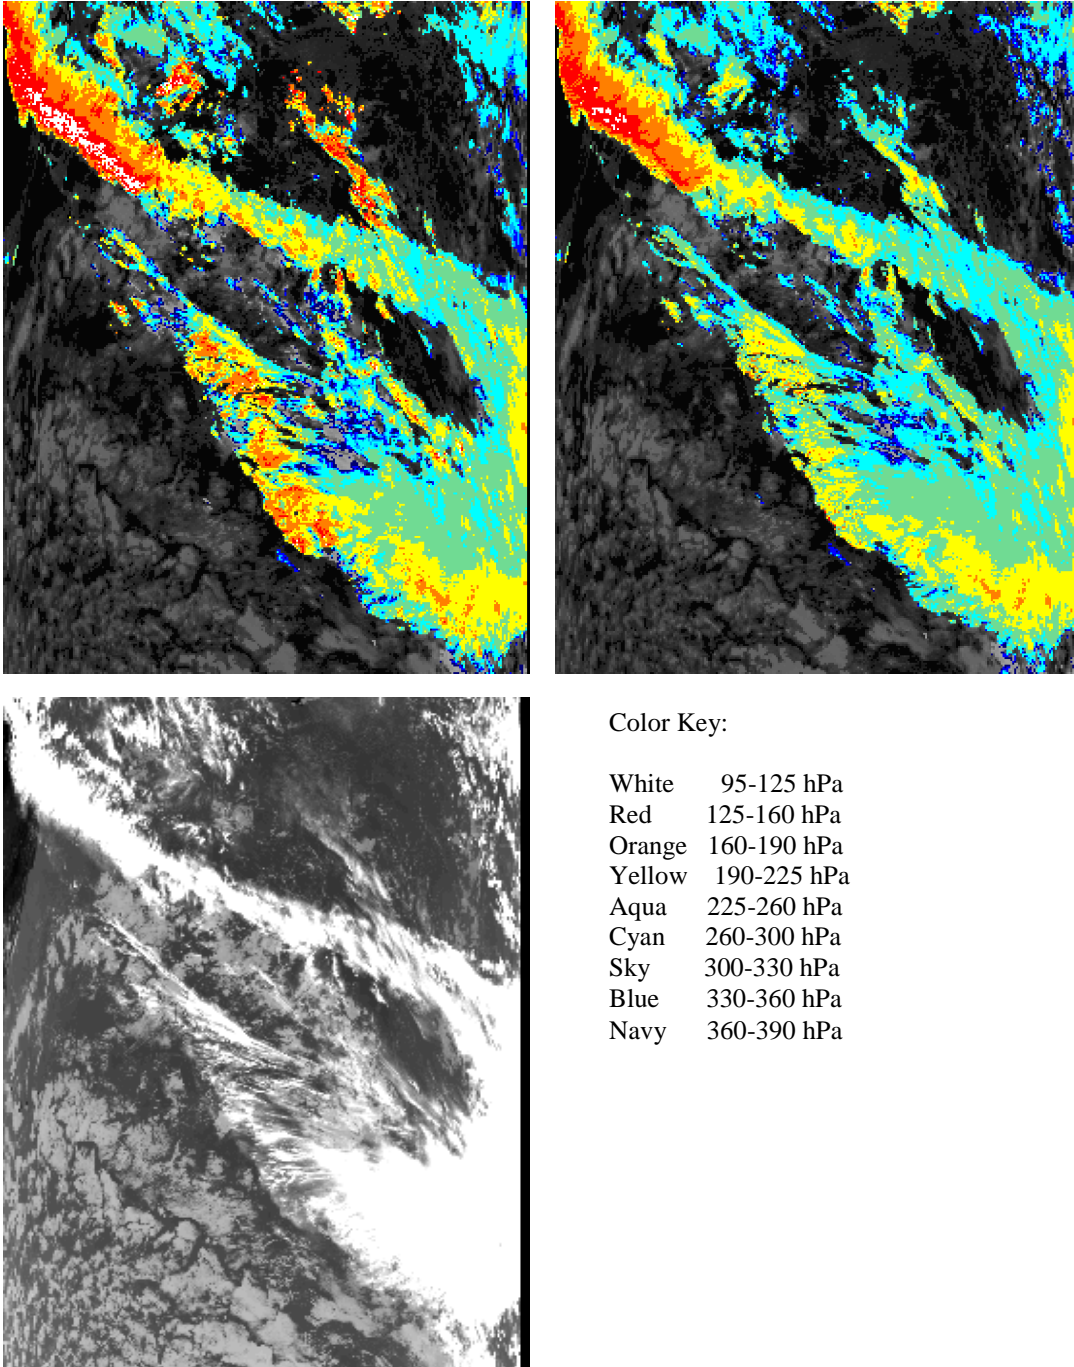 Color Key:
White 95-125 hPa
Red 125-160 hPa
Orange 160-190 hPa
Yellow 190-225 hPa
Aqua 225-260 hPa
Cyan 260-300 hPa
Sky 300-330 hPa
Blue 330-360 hPa
Navy 360-390 hPa